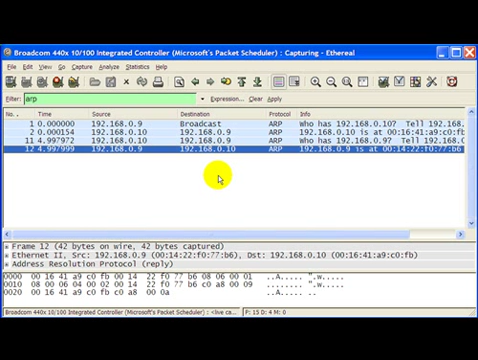 Broadcom 440x 10/100 Integrated Controller (Microsoft's Packet Scheduler) : Capturing - Ethereal
File Edit View Go Capture Analyze Statistics Help
Filter: arp Expression... Clear Apply
No. . Time Source Destination Protocol Info
1 0.000000 192.168.0.9 Broadcast ARP Who has 192.168.0.10? Tell 192.168.0.
2 0.000154 192.168.0.10 192.168.0.9 ARP 192.168.0.10 is at 00:16:41:a9:c0:fb
11 4.997972 192.168.0.10 192.168.0.9 ARP Who has 192.168.0.9? Tell 192.168.0.
12 4.997999 192.168.0.9 192.168.0.10 ARP 192.168.0.9 is at 00:14:22:f0:77:b6
Frame 12 (42 bytes on wire, 42 bytes captured)
Ethernet II, Src: 192.168.0.9 (00:14:22:f0:77:b6), Dst: 192.168.0.10 (00:16:41:a9:c0:fb)
Address Resolution Protocol (reply)
0000 00 16 41 a9 c0 fb 00 14 22 f0 77 b6 08 06 00 01 ..A..... ".w.....
0010 08 00 06 04 00 02 00 14 22 f0 77 b6 c0 a8 00 09 ........ ".w.....
0020 00 16 41 a9 c0 fb c0 a8 00 0a ..A..... ..
Broadcom 440x 10/100 Integrated Controller (Microsoft's Packet Scheduler) : <live ca P: 15 D: 4 M: 0